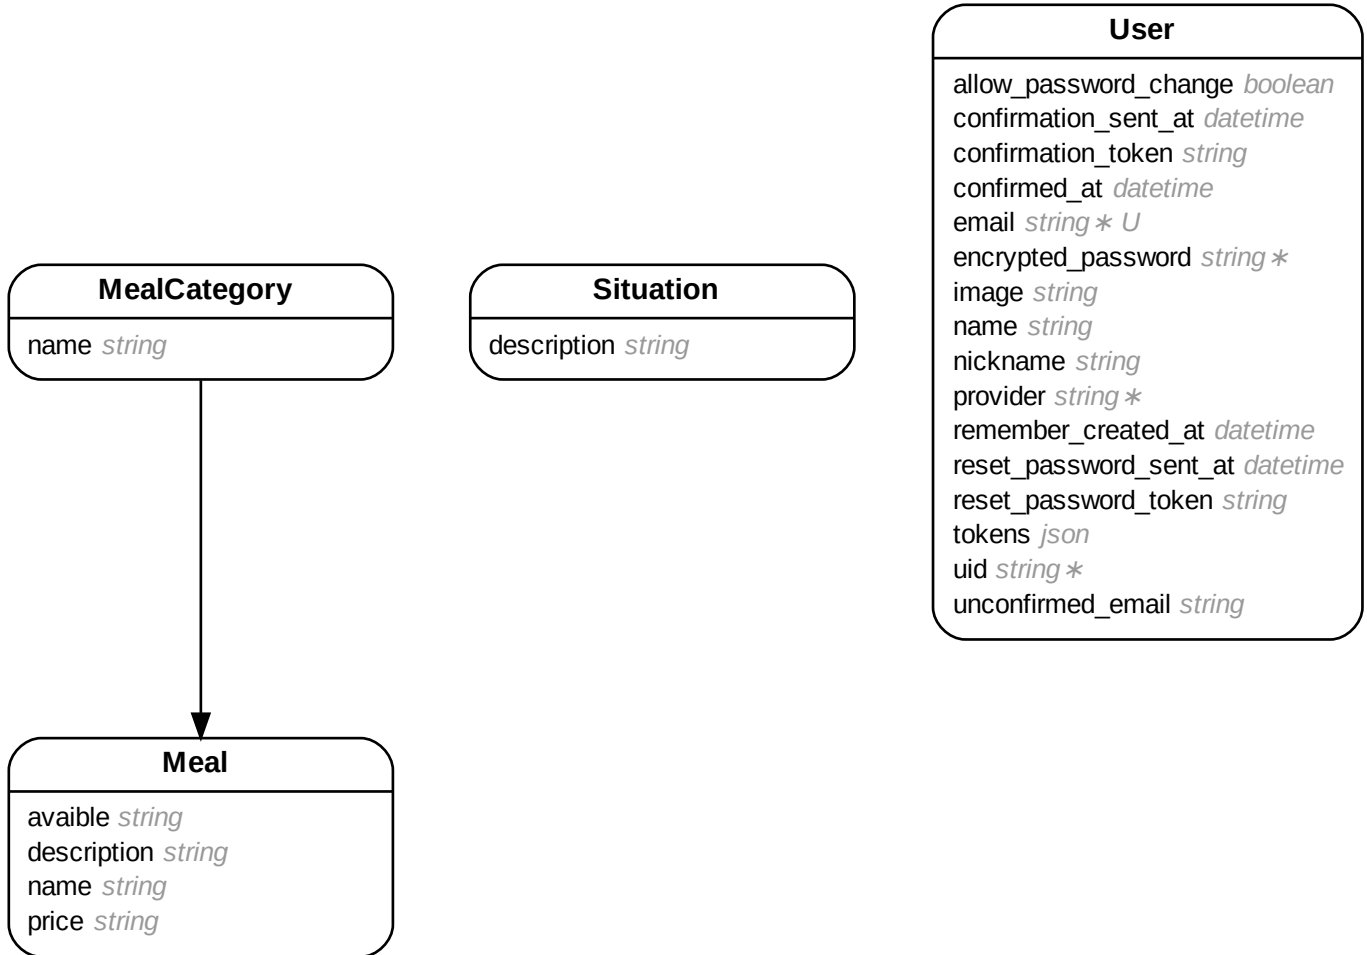 MealCategory
name string
Situation
description string
User
allow_password_change boolean
confirmation_sent_at datetime
confirmation_token string
confirmed_at datetime
email string∗ U
encrypted_password string∗
image string
name string
nickname string
provider string∗
remember_created_at datetime
reset_password_sent_at datetime
reset_password_token string
tokens json
uid string∗
unconfirmed_email string
Meal
avaible string
description string
name string
price string